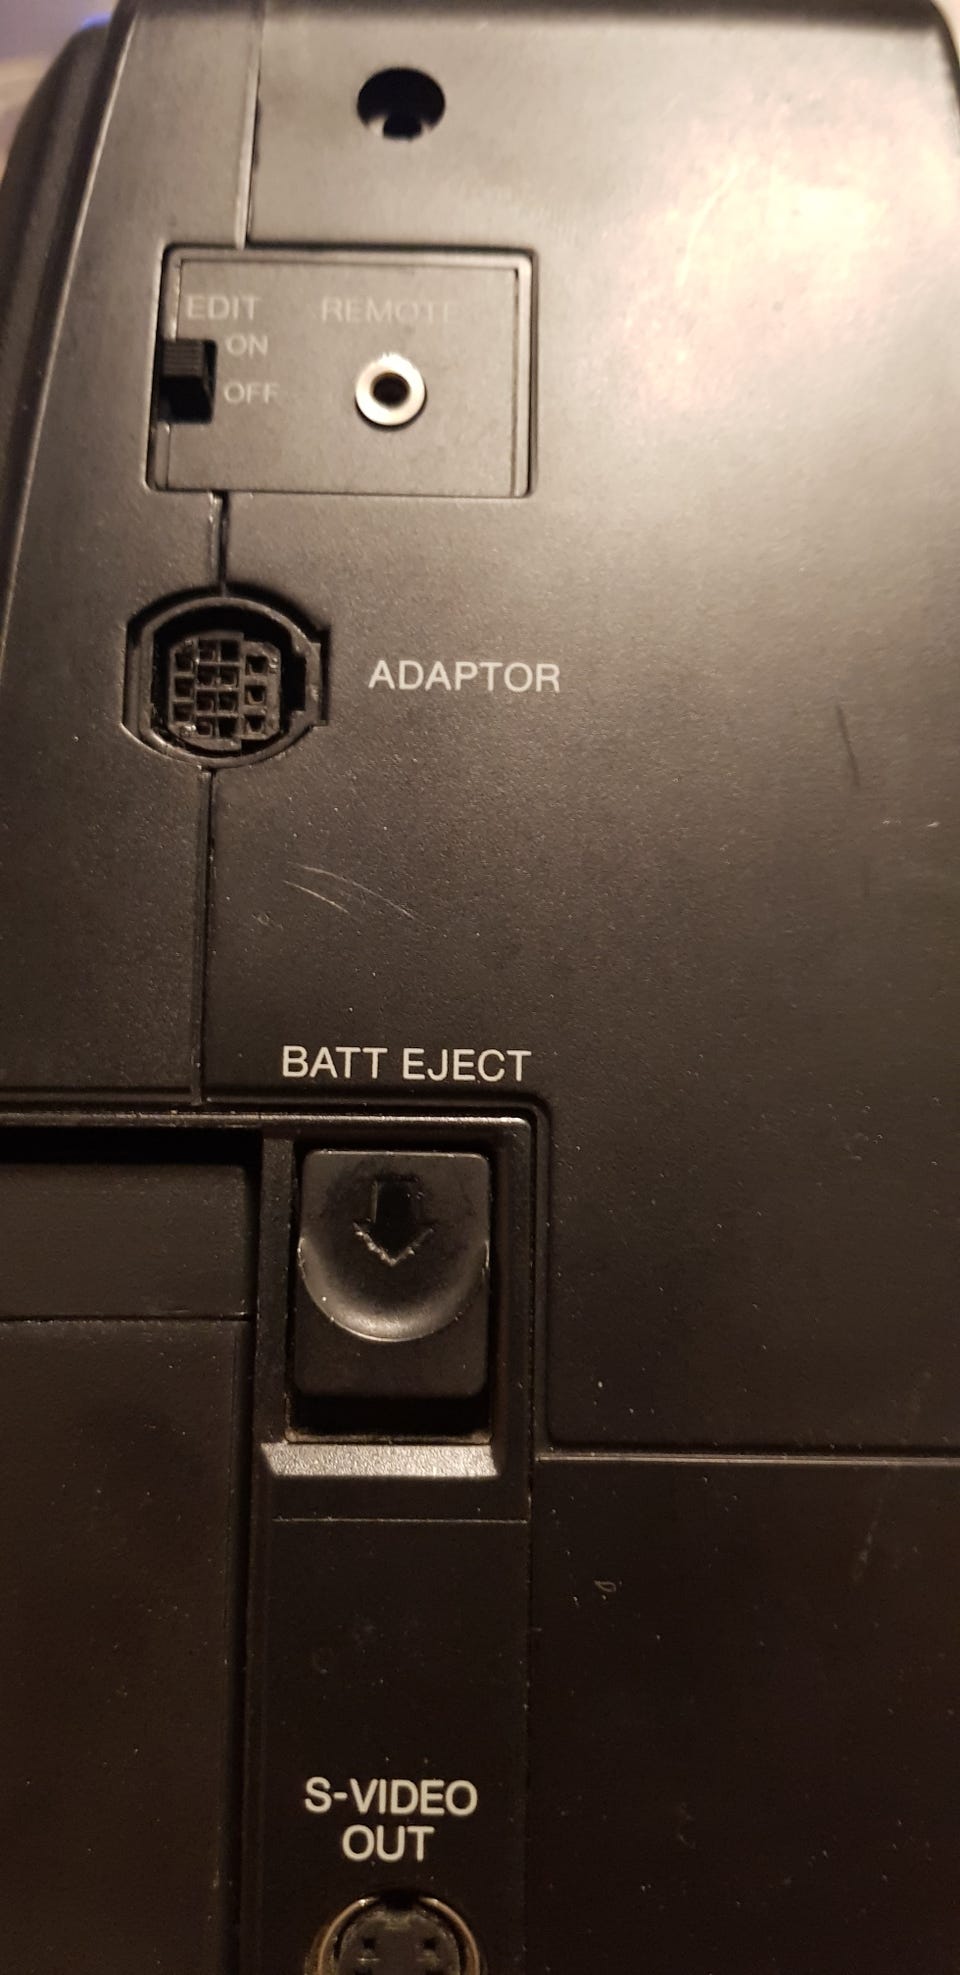 EDIT REMOTE
ON
OFF
ADAPTOR
BATT EJECT
S-VIDEO
OUT